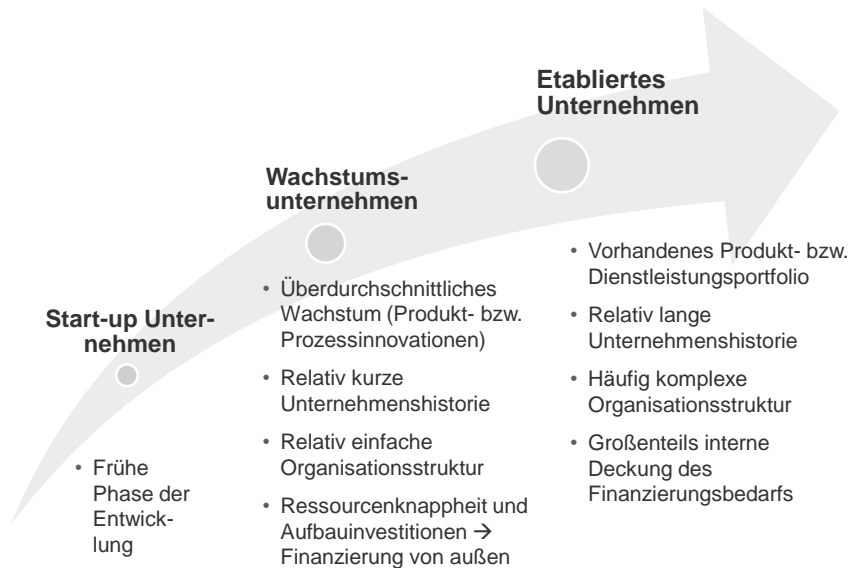 Start-up Unter-
nehmen
• Frühe
Phase der
Entwick-
lung
Wachstums-
unternehmen
• Überdurchschnittliches
Wachstum (Produkt- bzw.
Prozessinnovationen)
• Relativ kurze
Unternehmenshistorie
• Relativ einfache
Organisationsstruktur
• Ressourcenknappheit und
Aufbauinvestitionen →
Finanzierung von außen
Etabliertes
Unternehmen
• Vorhandenes Produkt- bzw.
Dienstleistungsportfolio
• Relativ lange
Unternehmenshistorie
• Häufig komplexe
Organisationsstruktur
• Großenteils interne
Deckung des
Finanzierungsbedarfs